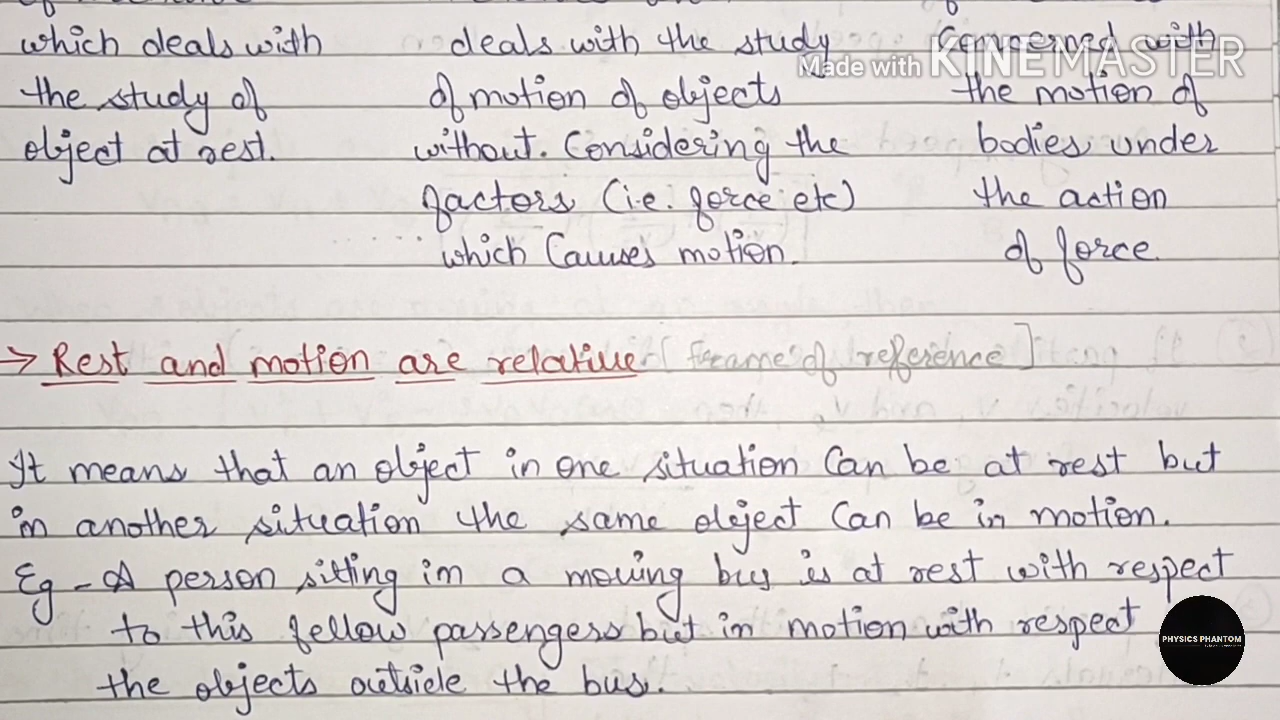 which deals with
the study of
object at rest.
deals with the study
of motion of objects
without. Considering the
factors (i.e. force etc)
which Causes motion.
Concerned with
the motion of
bodies under
the action
of force
Made with KINEMASTER
→ Rest and motion are relative [Frame of reference]
It means that an object in one situation Can be at rest but
in another situation the same object Can be in motion.
Eg - A person sitting in a moving bus is at rest with respect
to this fellow passengers but in motion with respect
the objects outside the bus.
PHYSICS PHANTOM